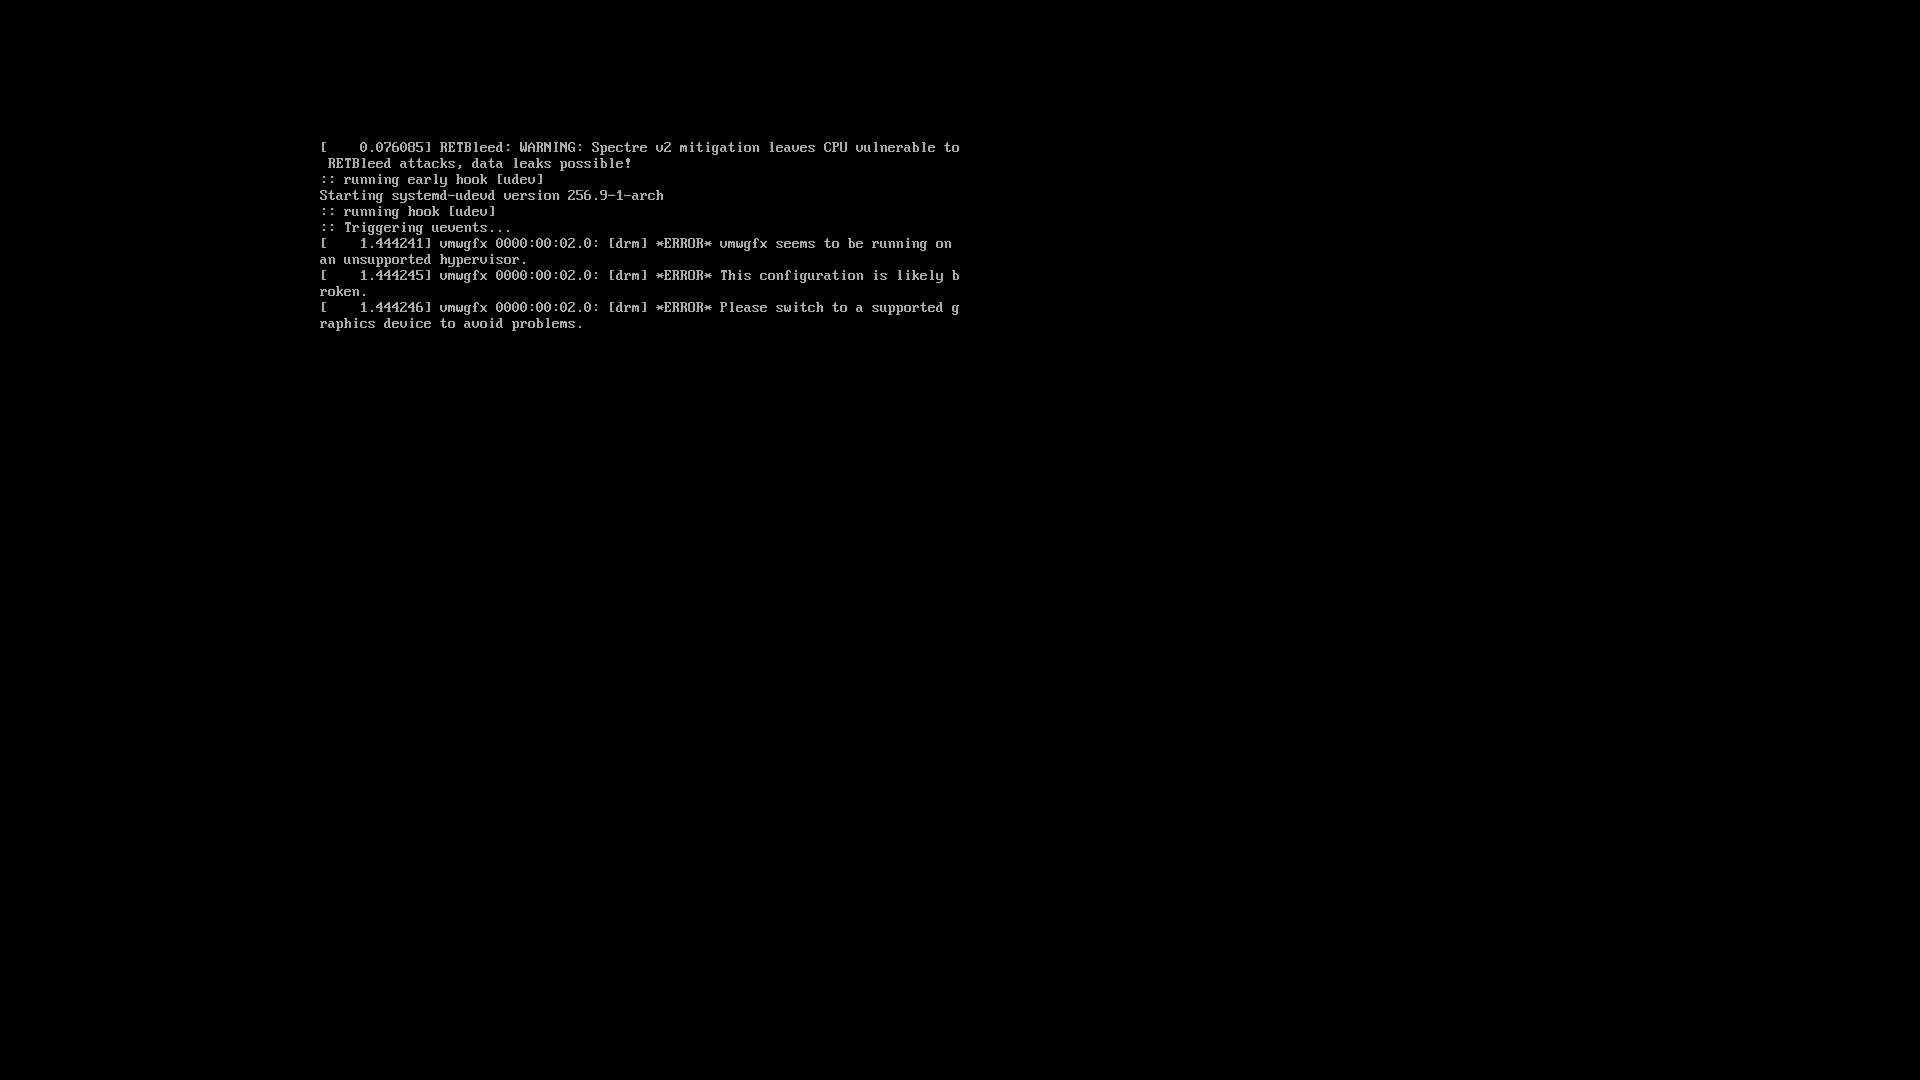 [    0.076085] RETBleed: WARNING: Spectre v2 mitigation leaves CPU vulnerable to
 RETBleed attacks, data leaks possible!
:: running early hook [udev]
Starting systemd-udevd version 256.9-1-arch
:: running hook [udev]
:: Triggering uevents...
[    1.444241] vmwgfx 0000:00:02.0: [drm] *ERROR* vmwgfx seems to be running on
an unsupported hypervisor.
[    1.444245] vmwgfx 0000:00:02.0: [drm] *ERROR* This configuration is likely b
roken.
[    1.444246] vmwgfx 0000:00:02.0: [drm] *ERROR* Please switch to a supported g
raphics device to avoid problems.